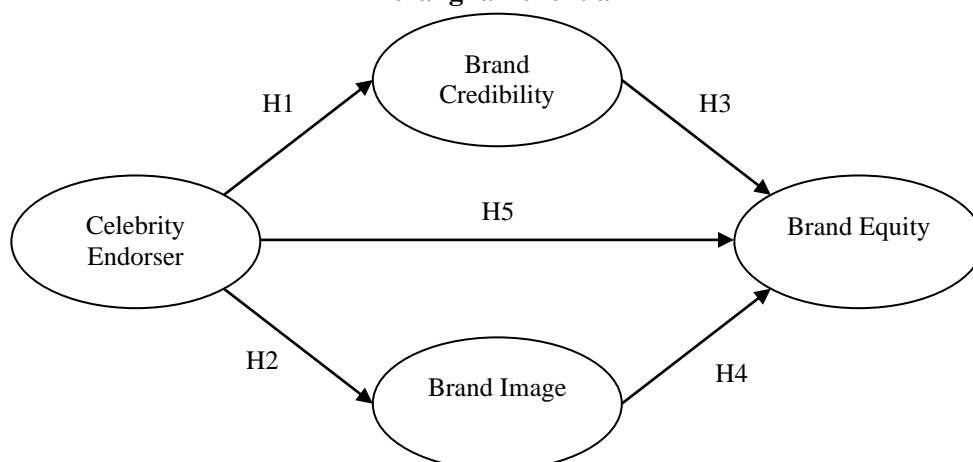 Brand
Credibility
H1
H3
H5
Celebrity
Endorser
Brand Equity
H2
Brand Image
H4